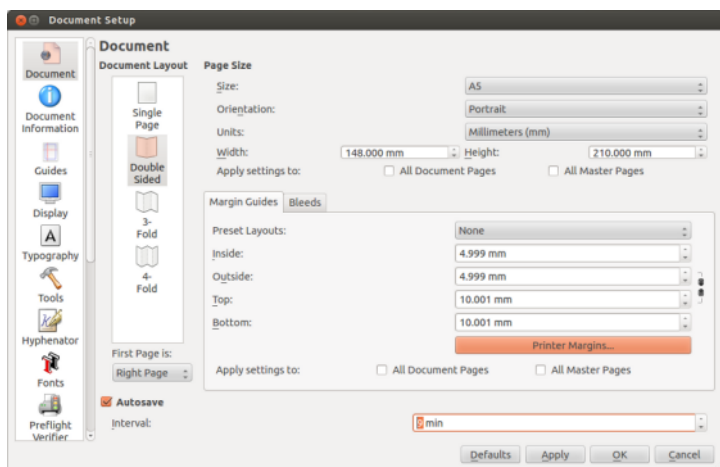 Document Setup
Document
Document
Information
Guides
Display
Typography
Tools
Hyphenator
Fonts
Preflight
Verifier
Document
Document Layout
Single
Page
Double
Sided
3-
Fold
4-
Fold
First Page is:
Right Page
Page Size
Size: A5
Orientation: Portrait
Units: Millimeters (mm)
Width: 148.000 mm Height: 210.000 mm
Apply settings to: All Document Pages All Master Pages
Margin Guides Bleeds
Preset Layouts: None
Inside: 4.999 mm
Outside: 4.999 mm
Top: 10.001 mm
Bottom: 10.001 mm
Printer Margins...
Apply settings to: All Document Pages All Master Pages
Autosave
Interval: min
Defaults Apply OK Cancel